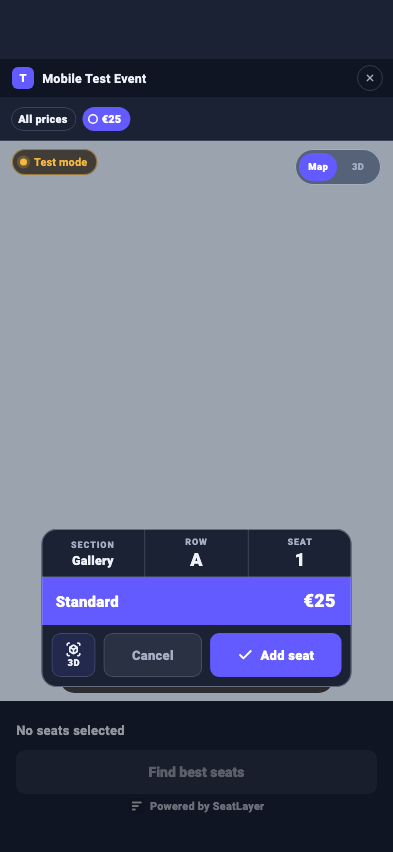 T Mobile Test Event
All prices €25
Test mode
Map 3D
SECTION ROW SEAT
Gallery A 1
Standard €25
3D Cancel Add seat
No seats selected
Find best seats
Powered by SeatLayer